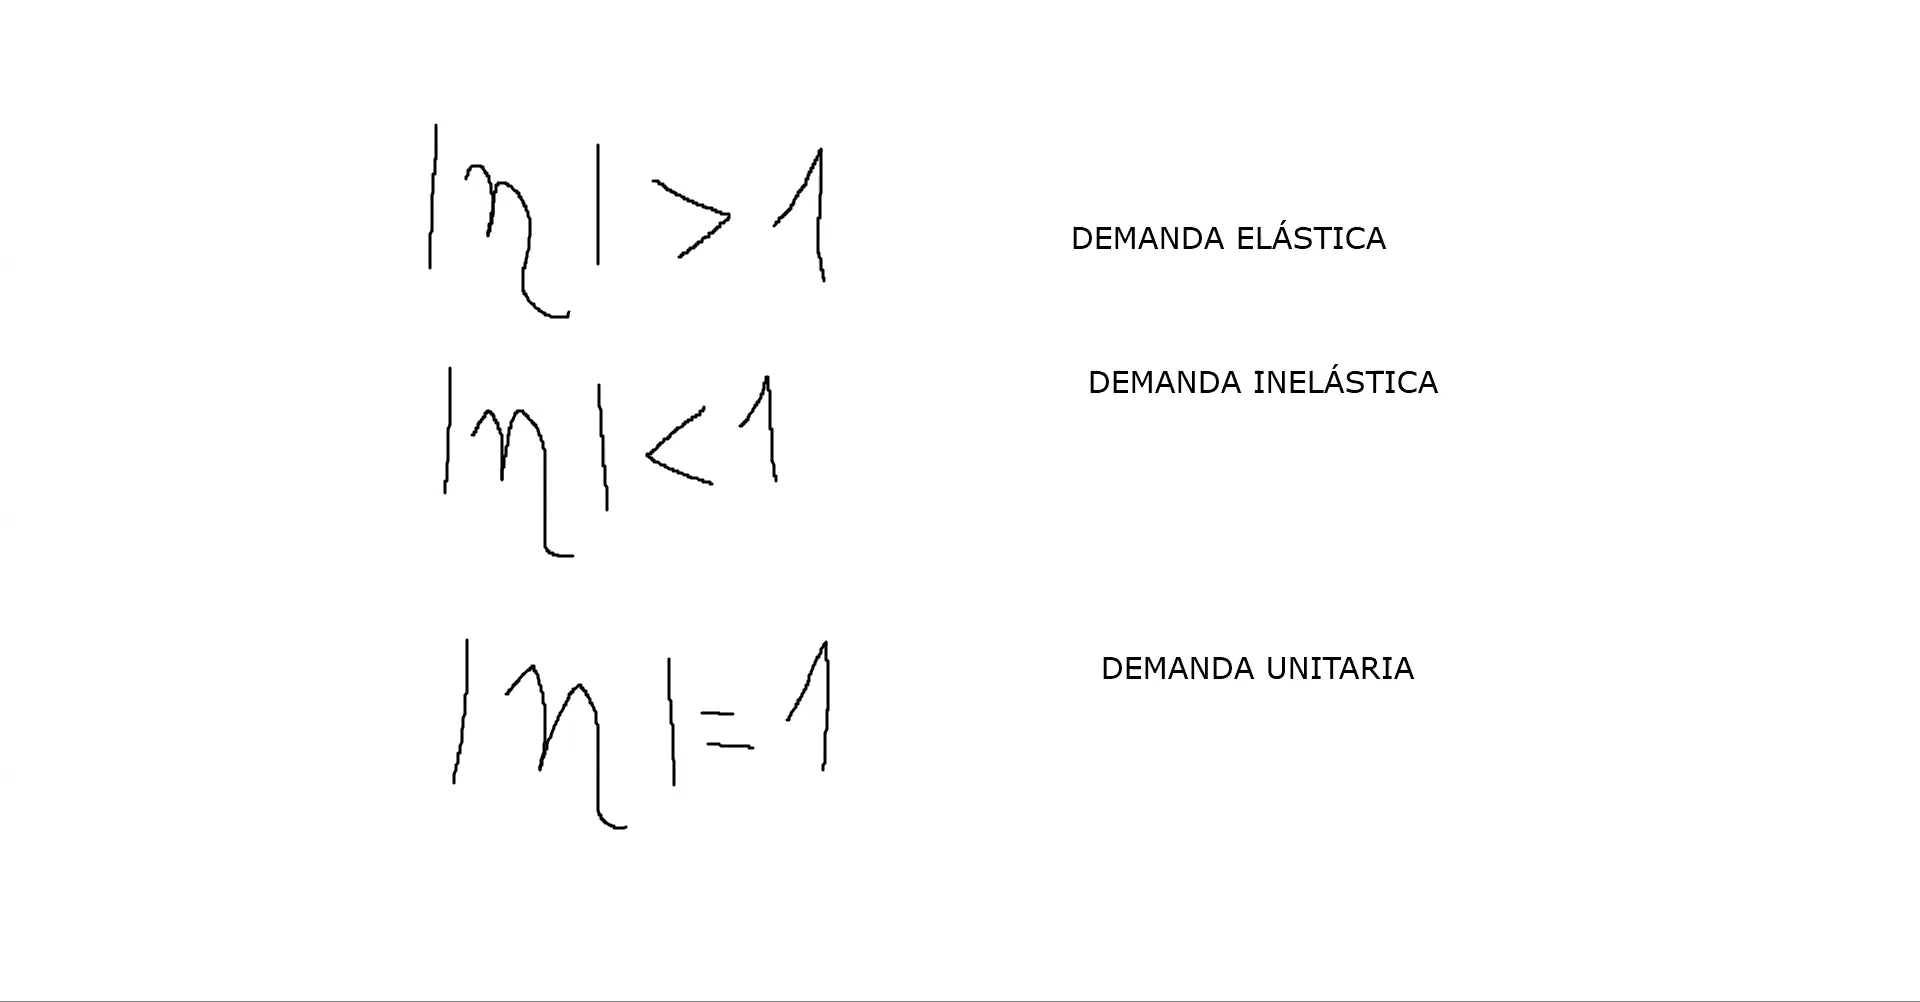 |η| > 1 DEMANDA ELÁSTICA
|η| < 1 DEMANDA INELÁSTICA
|η| = 1 DEMANDA UNITARIA